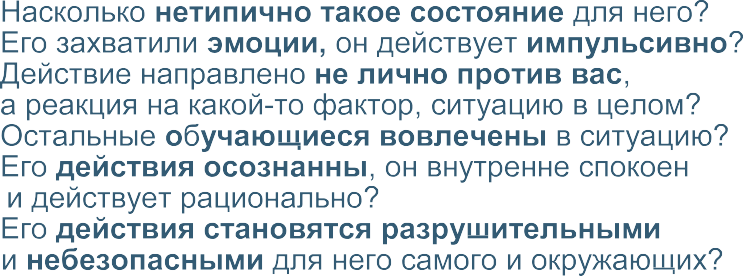 Насколько нетипично такое состояние для него?
Его захватили эмоции, он действует импульсивно?
Действие направлено не лично против вас,
а реакция на какой-то фактор, ситуацию в целом?
Остальные обучающиеся вовлечены в ситуацию?
Его действия осознанны, он внутренне спокоен
и действует рационально?
Его действия становятся разрушительными
и небезопасными для него самого и окружающих?